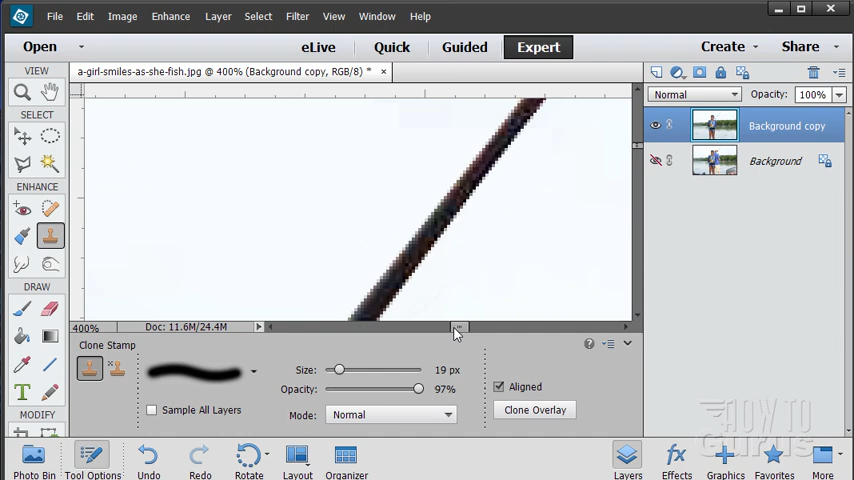 File Edit Image Enhance Layer Select Filter View Window Help
Open eLive Quick Guided Expert Create Share
a-girl-smiles-as-she-fish.jpg @ 400% (Background copy, RGB/8) * ×
VIEW
SELECT
ENHANCE
DRAW
MODIFY
Normal Opacity: 100%
Background copy
Background
400% Doc: 11.6M/24.4M
Clone Stamp
Size: 19 px
Opacity: 97%
Sample All Layers
Mode: Normal
Aligned
Clone Overlay
HOW TO
GURUS
Photo Bin Tool Options Undo Redo Rotate Layout Organizer Layers Effects Graphics Favorites More